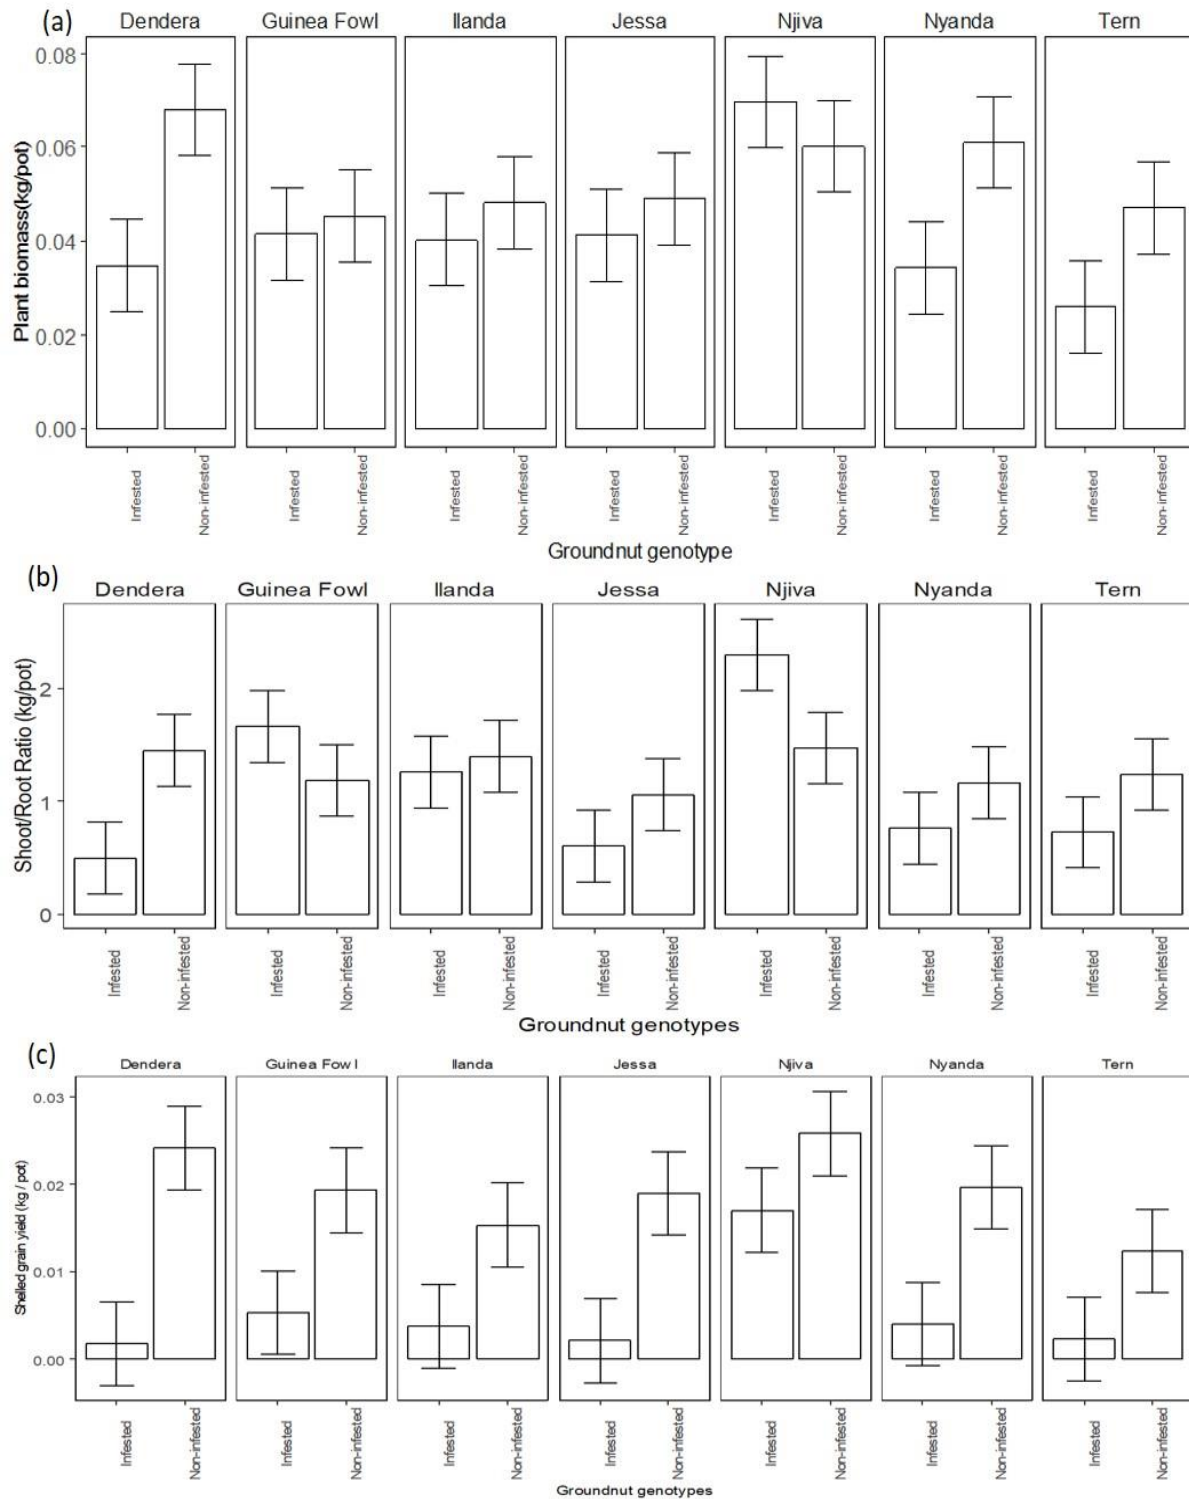 (a)
Dendera Guinea Fowl Ilanda Jessa Njiva Nyanda Tern
Plant biomass(kg/pot)
0.08
0.06
0.04
0.02
0.00
Infested Non-infested Infested Non-infested Infested Non-infested Infested Non-infested Infested Non-infested Infested Non-infested Infested Non-infested
Groundnut genotype
(b)
Dendera Guinea Fowl Ilanda Jessa Njiva Nyanda Tern
Shoot/Root Ratio (kg/pot)
2
1
0
Infested Non-infested Infested Non-infested Infested Non-infested Infested Non-infested Infested Non-infested Infested Non-infested Infested Non-infested
Groundnut genotypes
(c)
Dendera Guinea Fowl Ilanda Jessa Njiva Nyanda Tern
Shelled grain yield (kg / pot)
0.03
0.02
0.01
0.00
Infested Non-infested Infested Non-infested Infested Non-infested Infested Non-infested Infested Non-infested Infested Non-infested Infested Non-infested
Groundnut genotypes